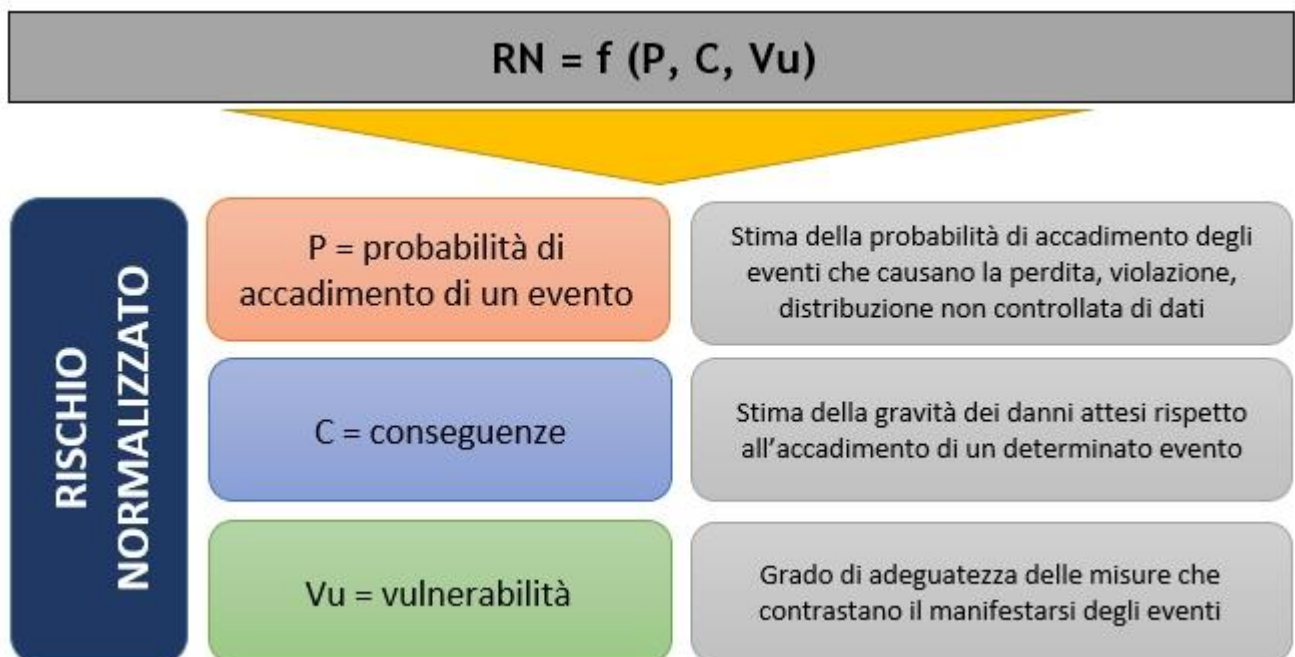 RN = f (P, C, Vu)
RISCHIO
NORMALIZZATO
P = probabilità di
accadimento di un evento
Stima della probabilità di accadimento degli
eventi che causano la perdita, violazione,
distribuzione non controllata di dati
C = conseguenze
Stima della gravità dei danni attesi rispetto
all’accadimento di un determinato evento
Vu = vulnerabilità
Grado di adeguatezza delle misure che
contrastano il manifestarsi degli eventi